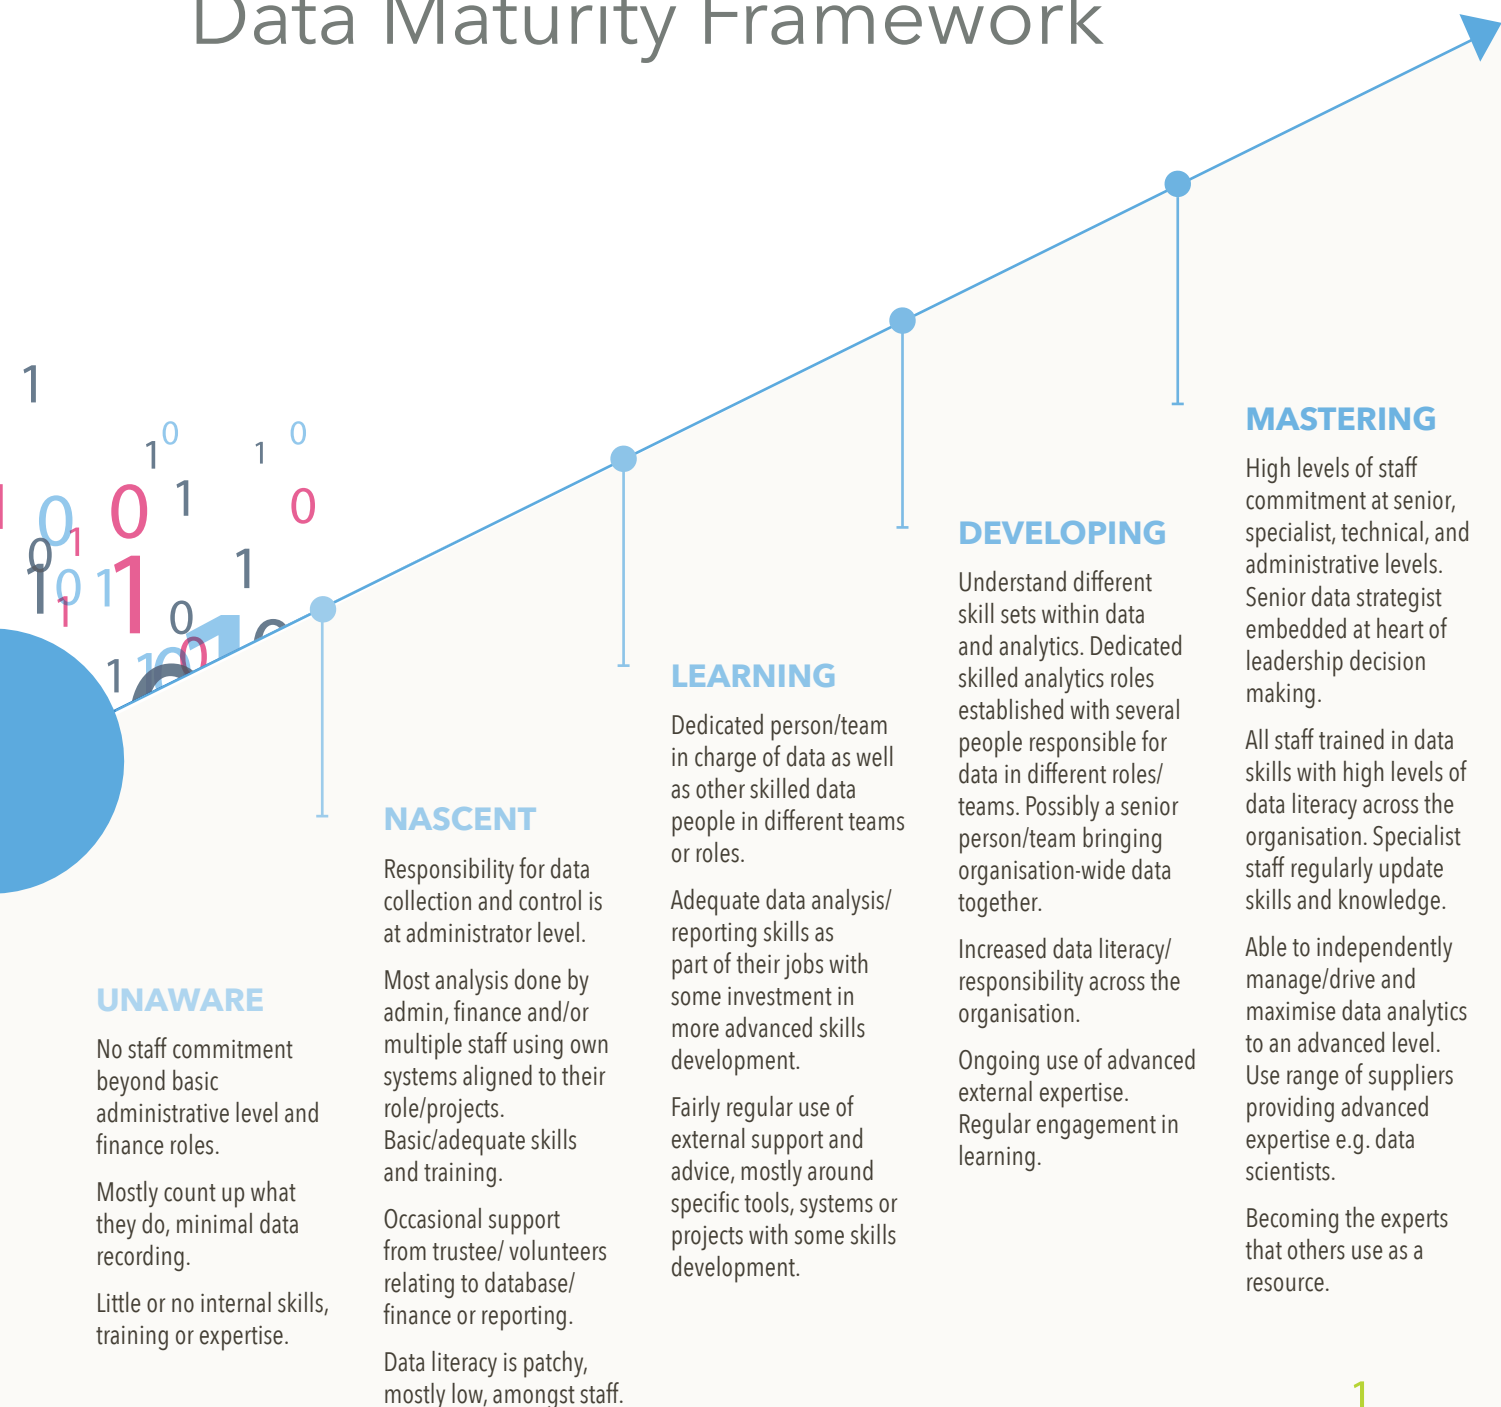 Data Maturity Framework
UNAWARE
No staff commitment
beyond basic
administrative level and
finance roles.
Mostly count up what
they do, minimal data
recording.
Little or no internal skills,
training or expertise.
NASCENT
Responsibility for data
collection and control is
at administrator level.
Most analysis done by
admin, finance and/or
multiple staff using own
systems aligned to their
role/projects.
Basic/adequate skills
and training.
Occasional support
from trustee/ volunteers
relating to database/
finance or reporting.
Data literacy is patchy,
mostly low, amongst staff.
LEARNING
Dedicated person/team
in charge of data as well
as other skilled data
people in different teams
or roles.
Adequate data analysis/
reporting skills as
part of their jobs with
some investment in
more advanced skills
development.
Fairly regular use of
external support and
advice, mostly around
specific tools, systems or
projects with some skills
development.
DEVELOPING
Understand different
skill sets within data
and analytics. Dedicated
skilled analytics roles
established with several
people responsible for
data in different roles/
teams. Possibly a senior
person/team bringing
organisation-wide data
together.
Increased data literacy/
responsibility across the
organisation.
Ongoing use of advanced
external expertise.
Regular engagement in
learning.
MASTERING
High levels of staff
commitment at senior,
specialist, technical, and
administrative levels.
Senior data strategist
embedded at heart of
leadership decision
making.
All staff trained in data
skills with high levels of
data literacy across the
organisation. Specialist
staff regularly update
skills and knowledge.
Able to independently
manage/drive and
maximise data analytics
to an advanced level.
Use range of suppliers
providing advanced
expertise e.g. data
scientists.
Becoming the experts
that others use as a
resource.
1